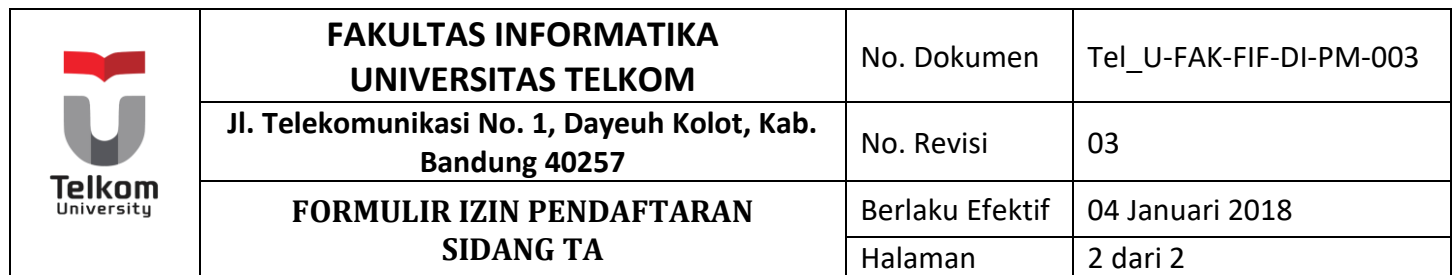 Telkom
University
FAKULTAS INFORMATIKA
UNIVERSITAS TELKOM
No. Dokumen
Tel_U-FAK-FIF-DI-PM-003
Jl. Telekomunikasi No. 1, Dayeuh Kolot, Kab.
Bandung 40257
No. Revisi
03
FORMULIR IZIN PENDAFTARAN
SIDANG TA
Berlaku Efektif
04 Januari 2018
Halaman
2 dari 2